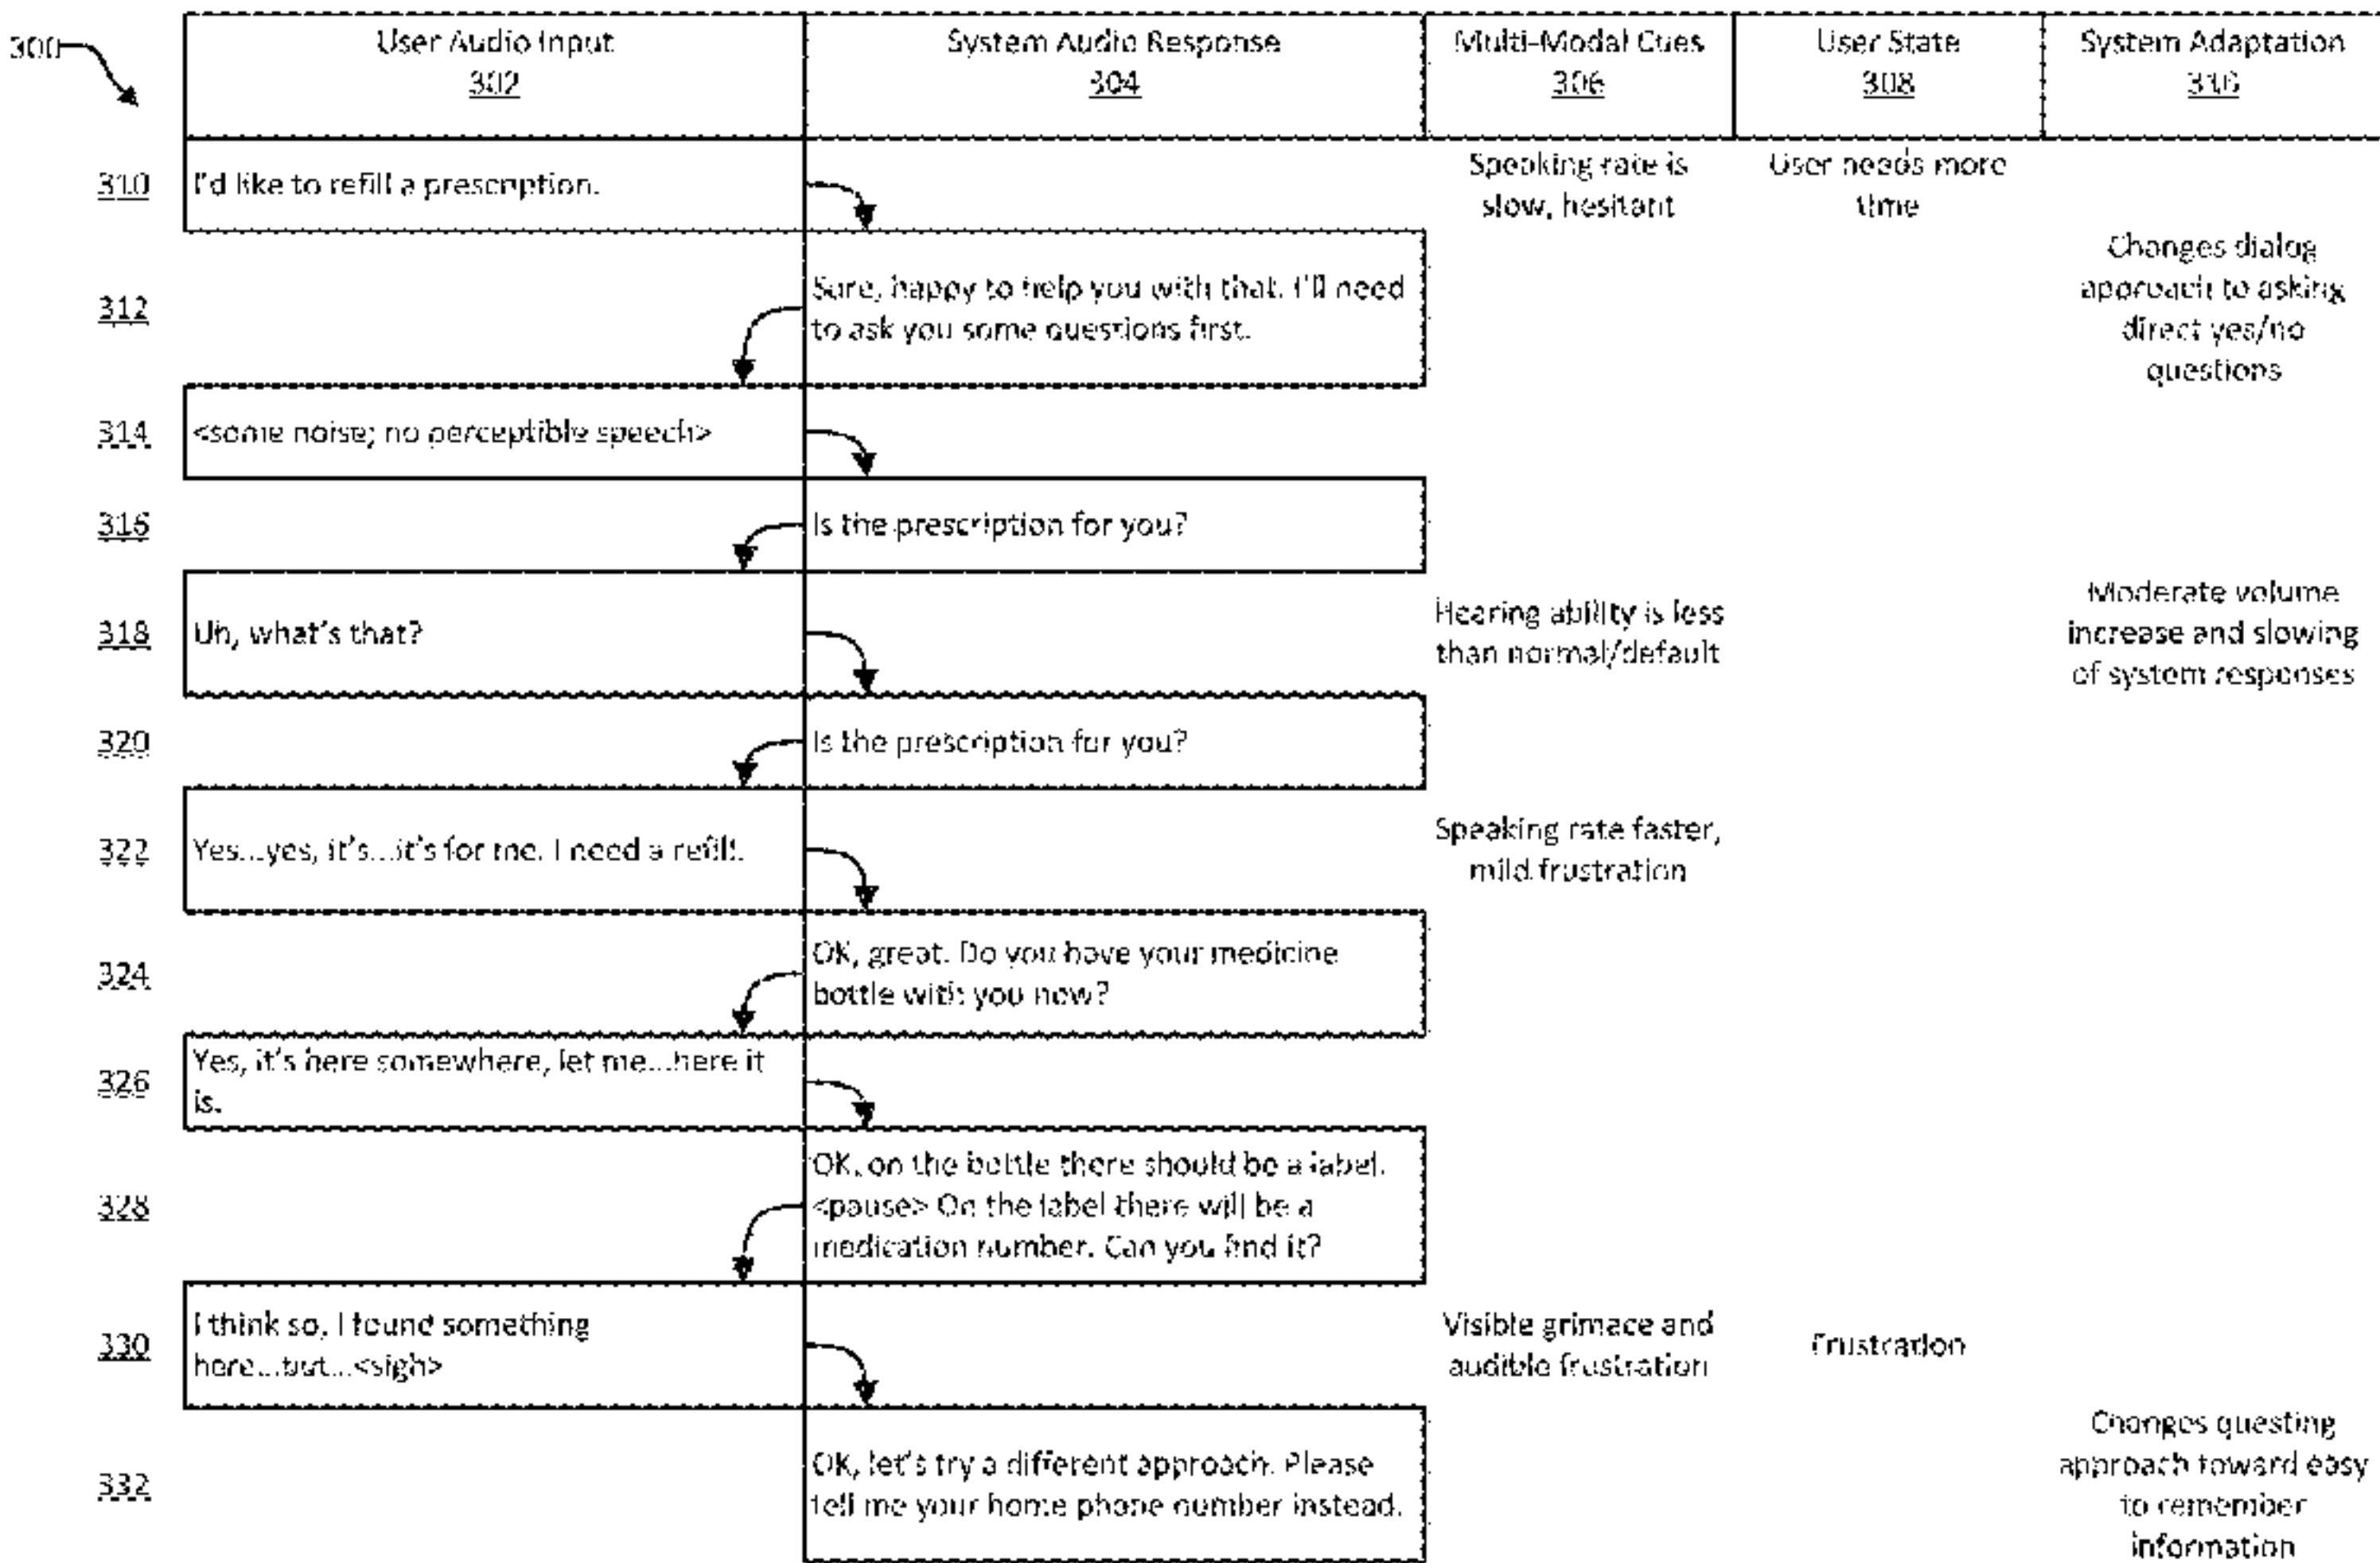 300
User Audio Input
302
System Audio Response
304
Multi-Modal Cues
306
User State
308
System Adaptation
310
310
I'd like to refill a prescription.
Speaking rate is
slow, hesitant
User needs more
time
312
Sure, happy to help you with that. I'll need
to ask you some questions first.
Changes dialog
approach to asking
direct yes/no
questions
314
<some noise; no perceptible speech>
316
Is the prescription for you?
318
Uh, what's that?
Hearing ability is less
than normal/default
Moderate volume
increase and slowing
of system responses
320
Is the prescription for you?
322
Yes...yes, it's...it's for me. I need a refill.
Speaking rate faster,
mild frustration
324
OK, great. Do you have your medicine
bottle with you now?
326
Yes, it's here somewhere, let me...here it
is.
328
OK, on the bottle there should be a label.
<pause> On the label there will be a
medication number. Can you find it?
330
I think so, I found something
here...but...<sigh>
Visible grimace and
audible frustration
Frustration
332
OK, let's try a different approach. Please
tell me your home phone number instead.
Changes questing
approach toward easy
to remember
information